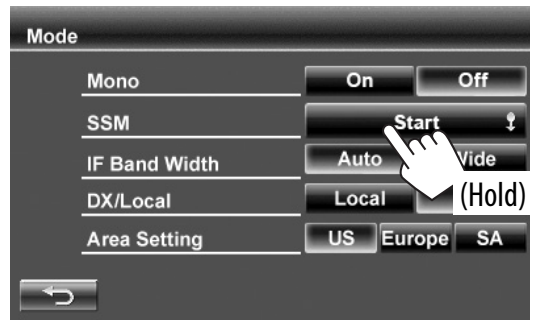 Mode
Mono On Off
SSM Start
IF Band Width Auto Wide
DX/Local Local
Area Setting US Europe SA
(Hold)